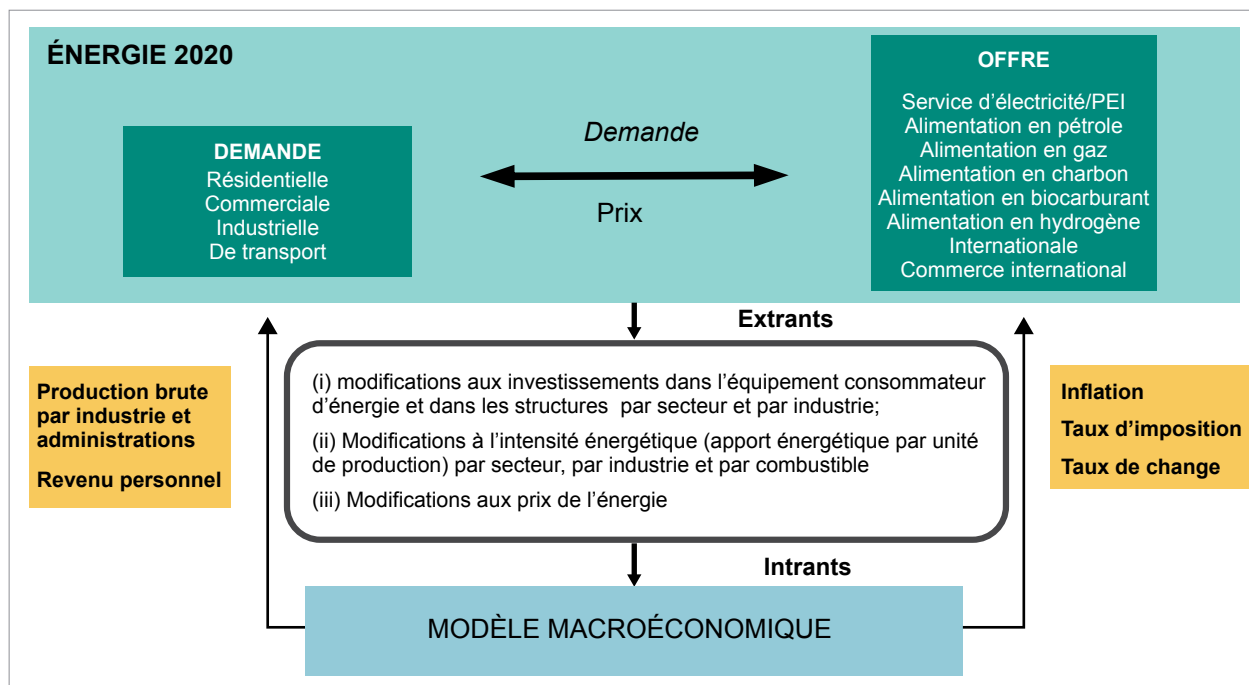 ÉNERGIE 2020
DEMANDE
Résidentielle
Commerciale
Industrielle
De transport
Demande
Prix
OFFRE
Service d’électricité/PEI
Alimentation en pétrole
Alimentation en gaz
Alimentation en charbon
Alimentation en biocarburant
Alimentation en hydrogène
Internationale
Commerce international
Extrants
Production brute
par industrie et
administrations
Revenu personnel
(i) modifications aux investissements dans l’équipement consommateur
d’énergie et dans les structures par secteur et par industrie;
(ii) Modifications à l’intensité énergétique (apport énergétique par unité
de production) par secteur, par industrie et par combustible
(iii) Modifications aux prix de l’énergie
Inflation
Taux d’imposition
Taux de change
Intrants
MODÈLE MACROÉCONOMIQUE